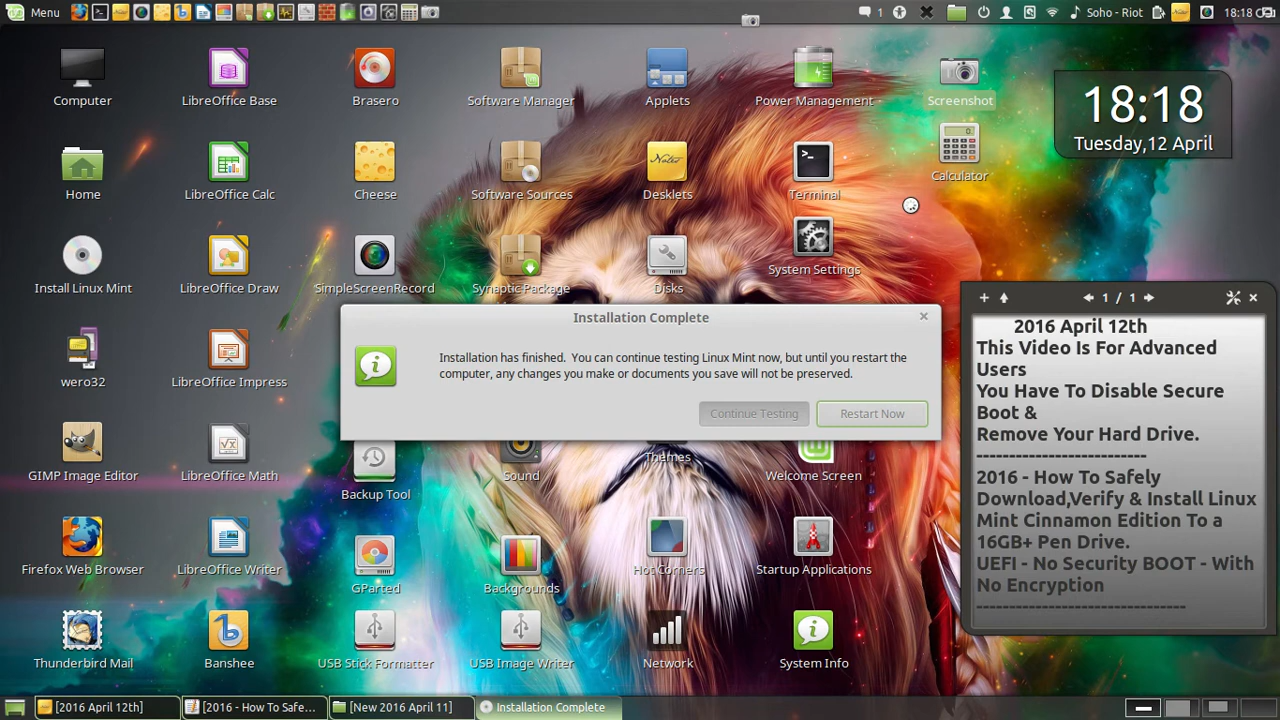 Menu
1
Soho - Riot
18:18
Computer
LibreOffice Base
Brasero
Software Manager
Applets
Power Management
Screenshot
18:18
Tuesday,12 April
Home
LibreOffice Calc
Cheese
Software Sources
Notes
Desklets
Terminal
Calculator
Install Linux Mint
LibreOffice Draw
SimpleScreenRecord
Synaptic Package
Disks
System Settings
1 / 1
2016 April 12th
This Video Is For Advanced
Users
You Have To Disable Secure
Boot &
Remove Your Hard Drive.
--------------------------
2016 - How To Safely
Download,Verify & Install Linux
Mint Cinnamon Edition To a
16GB+ Pen Drive.
UEFI - No Security BOOT - With
No Encryption
--------------------------------
Installation Complete
Installation has finished. You can continue testing Linux Mint now, but until you restart the
computer, any changes you make or documents you save will not be preserved.
Continue Testing
Restart Now
wero32
LibreOffice Impress
GIMP Image Editor
LibreOffice Math
Backup Tool
Sound
Themes
Welcome Screen
Firefox Web Browser
LibreOffice Writer
GParted
Backgrounds
Hot Corners
Startup Applications
Thunderbird Mail
Banshee
USB Stick Formatter
USB Image Writer
Network
System Info
[2016 April 12th]
[2016 - How To Safe...
[New 2016 April 11]
Installation Complete